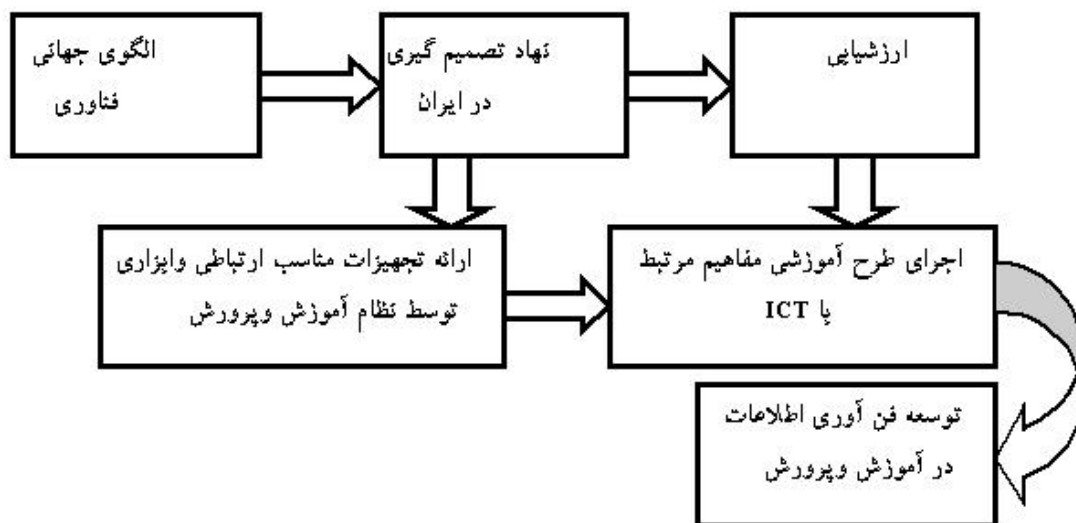 الگوی جهانی
فناوری
نهاد تصمیم گیری
در ایران
ارزشیابی
ارائه تجهیزات مناسب ارتباطی وابزاری
توسط نظام آموزش وپرورش
اجرای طرح آموزشی مفاهیم مرتبط
با ICT
توسعه فن آوری اطلاعات
در آموزش وپرورش